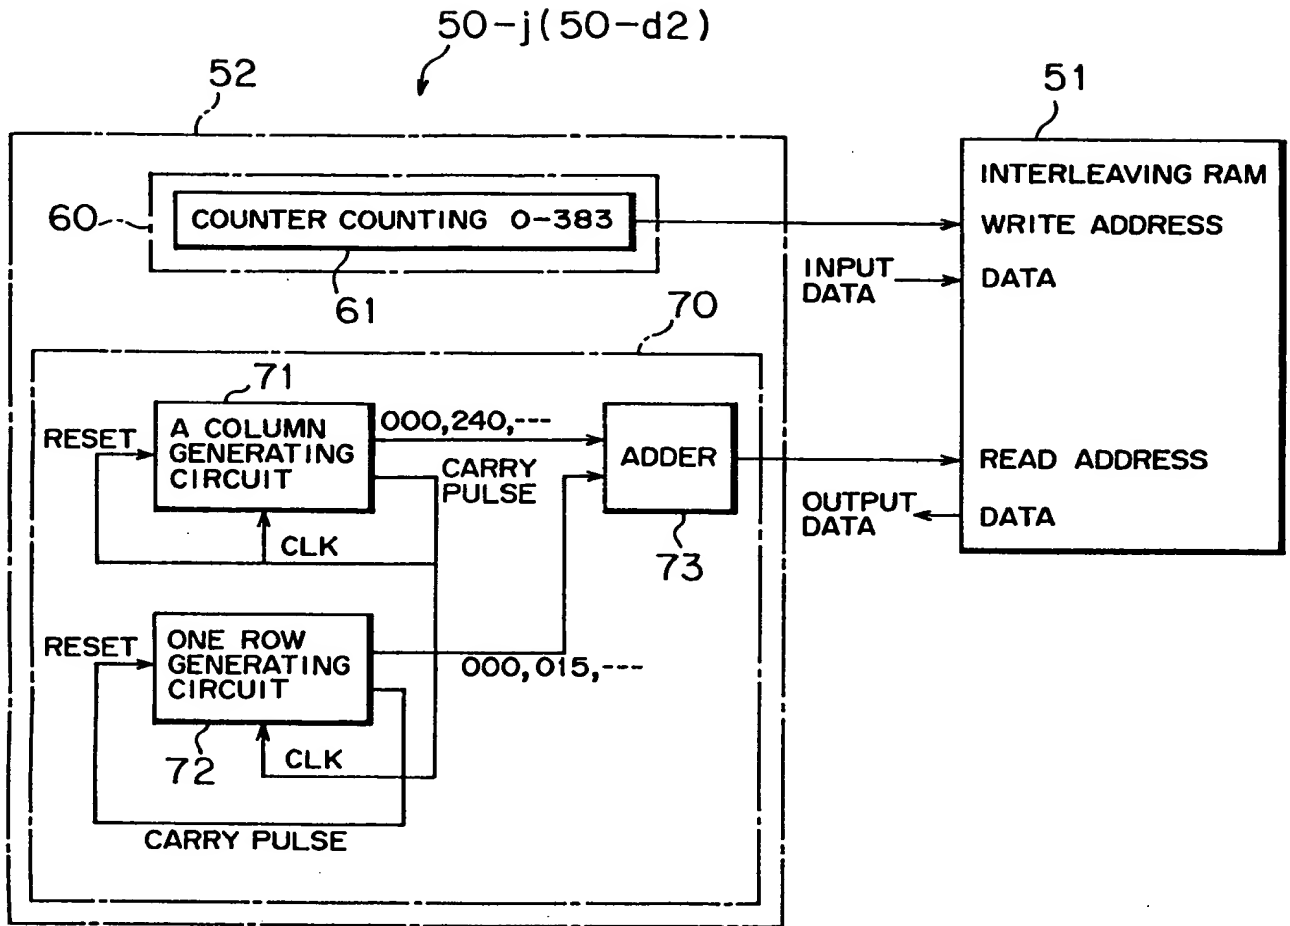 50-j(50-d2)
52
51
INTERLEAVING RAM
60
COUNTER COUNTING 0-383
WRITE ADDRESS
61
INPUT
DATA
DATA
70
71
A COLUMN
GENERATING
CIRCUIT
RESET
000,240,---
CARRY
PULSE
ADDER
READ ADDRESS
OUTPUT
DATA
DATA
CLK
73
RESET
ONE ROW
GENERATING
CIRCUIT
000,015,---
72
CLK
CARRY PULSE